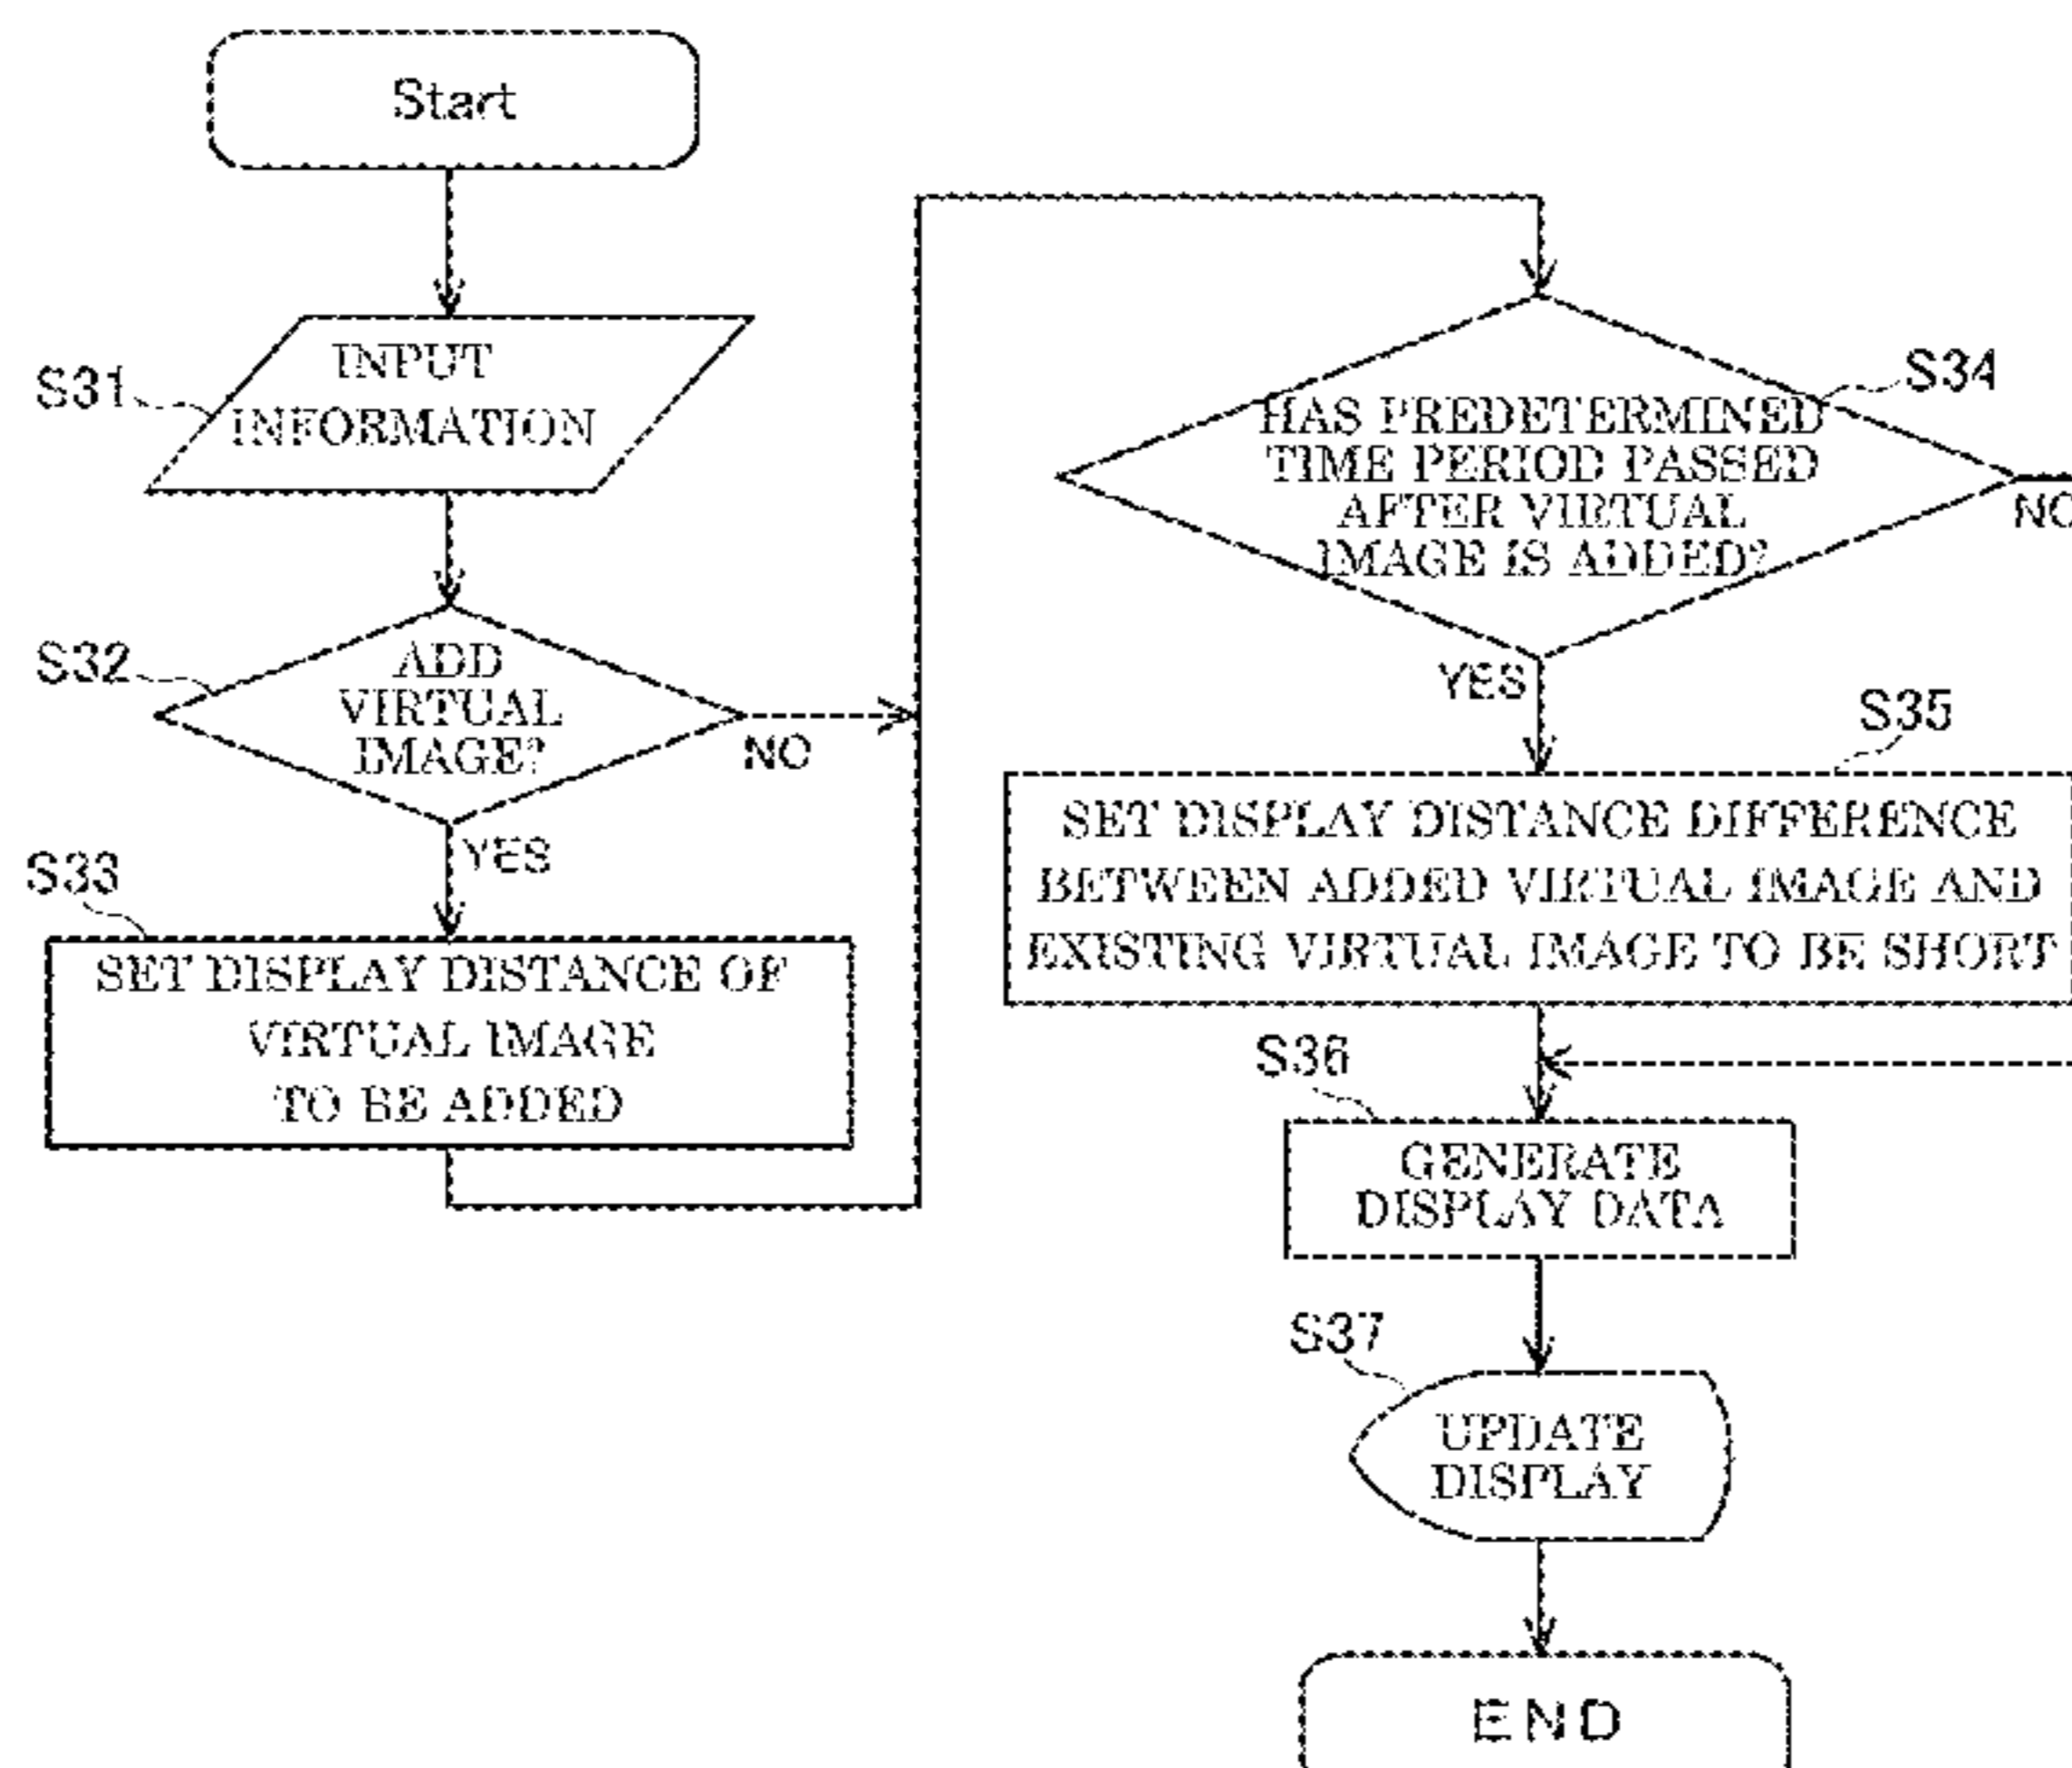 Start
S31
INPUT
INFORMATION
S32
ADD
VIRTUAL
IMAGE?
NO
YES
S33
SET DISPLAY DISTANCE OF
VIRTUAL IMAGE
TO BE ADDED
S34
HAS PREDETERMINED
TIME PERIOD PASSED
AFTER VIRTUAL
IMAGE IS ADDED?
NO
YES
S35
SET DISPLAY DISTANCE DIFFERENCE
BETWEEN ADDED VIRTUAL IMAGE AND
EXISTING VIRTUAL IMAGE TO BE SHORT
S36
GENERATE
DISPLAY DATA
S37
UPDATE
DISPLAY
END